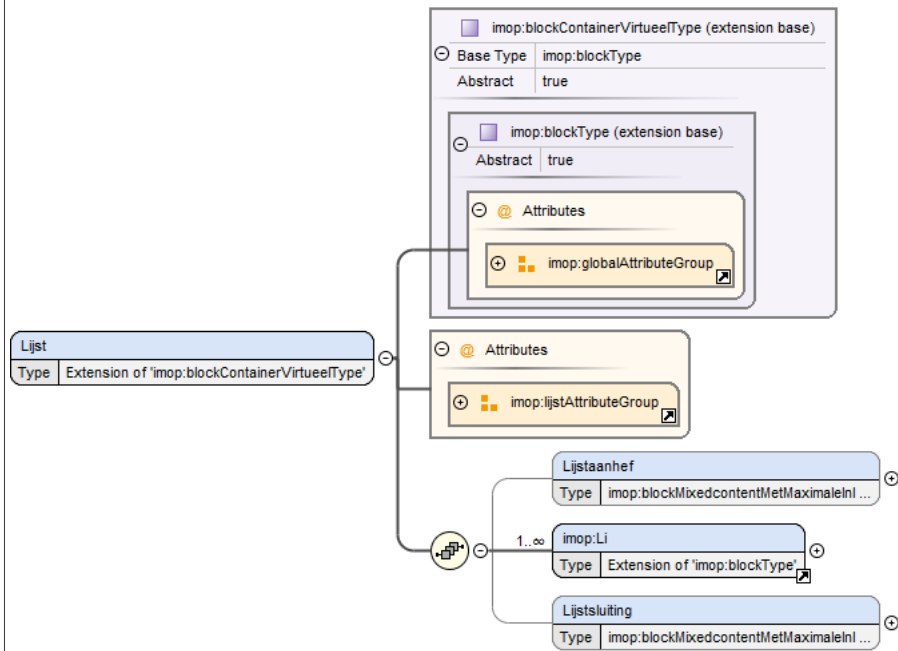 imop:blockContainerVirtueelType (extension base)
Base Type imop:blockType
Abstract true
imop:blockType (extension base)
Abstract true
@ Attributes
imop:globalAttributeGroup
Lijst
Type Extension of 'imop:blockContainerVirtueelType'
@ Attributes
imop:lijstAttributeGroup
Lijstaanhef
Type imop:blockMixedcontentMetMaximaleInl ...
1..∞
imop:Li
Type Extension of 'imop:blockType'
Lijstsluiting
Type imop:blockMixedcontentMetMaximaleInl ...